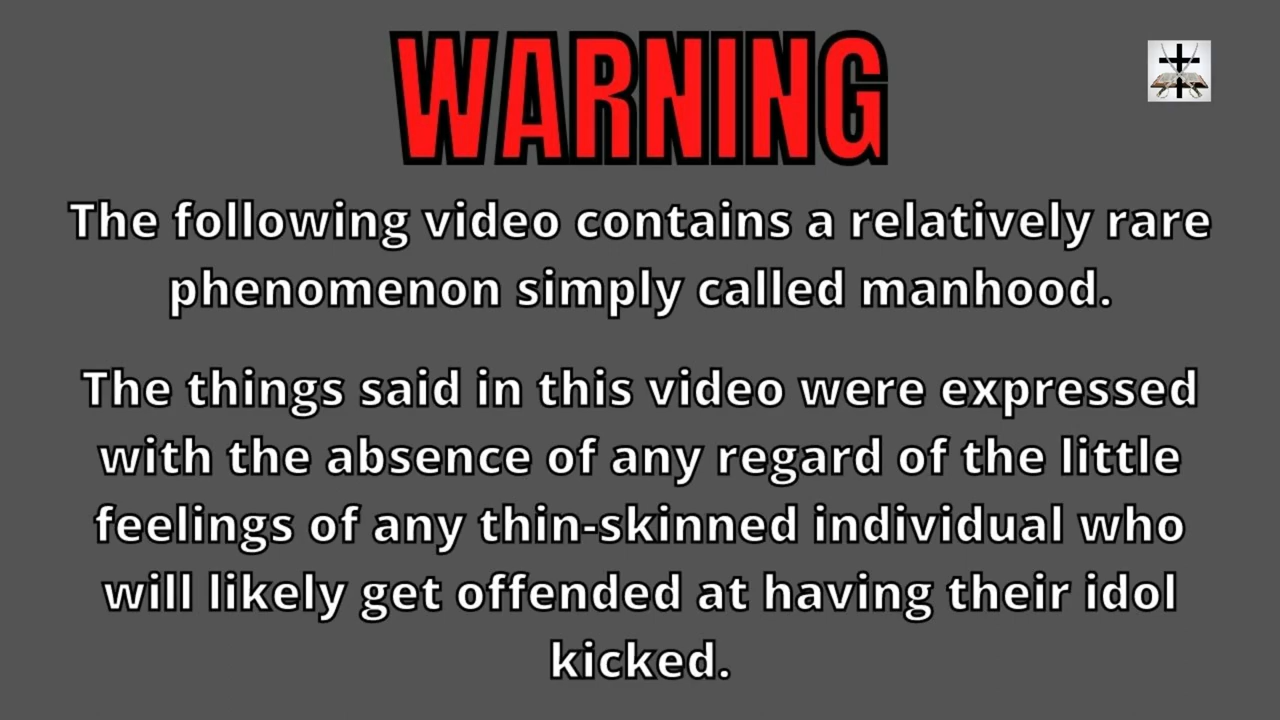 WARNING
The following video contains a relatively rare
phenomenon simply called manhood.
The things said in this video were expressed
with the absence of any regard of the little
feelings of any thin-skinned individual who
will likely get offended at having their idol
kicked.